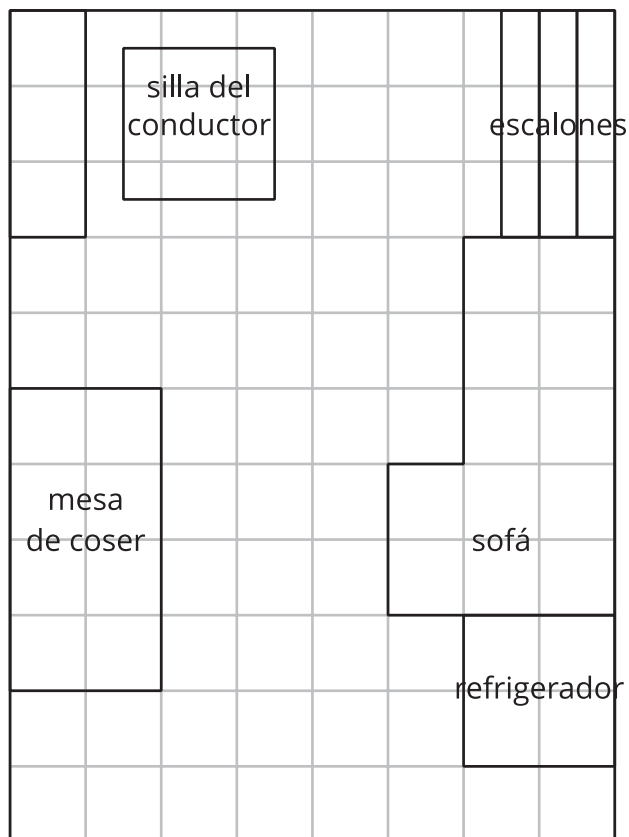 silla del
conductor
escalones
mesa
de coser
sofá
refrigerador